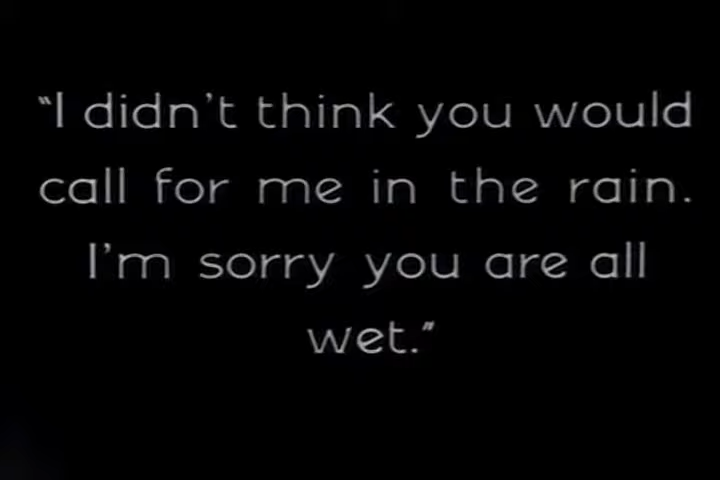 "I didn't think you would
call for me in the rain.
I'm sorry you are all
wet."